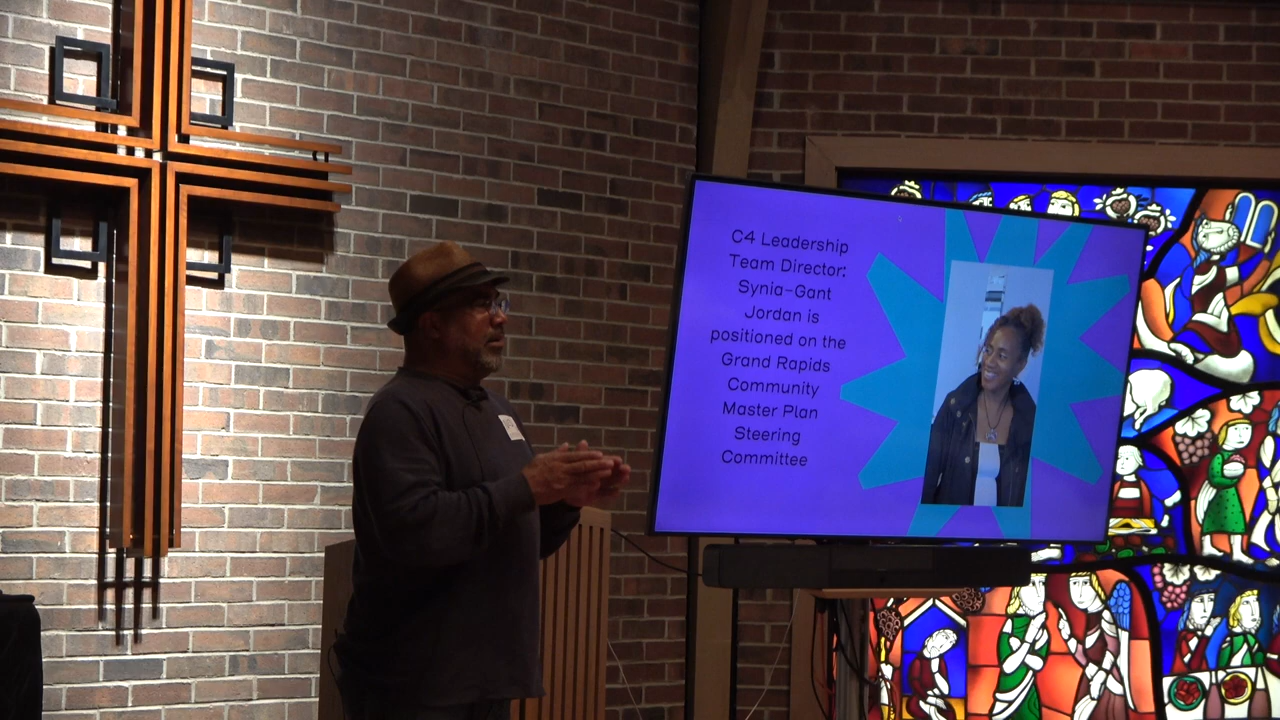 C4 Leadership
Team Director:
Synia-Gant
Jordan is
positioned on the
Grand Rapids
Community
Master Plan
Steering
Committee